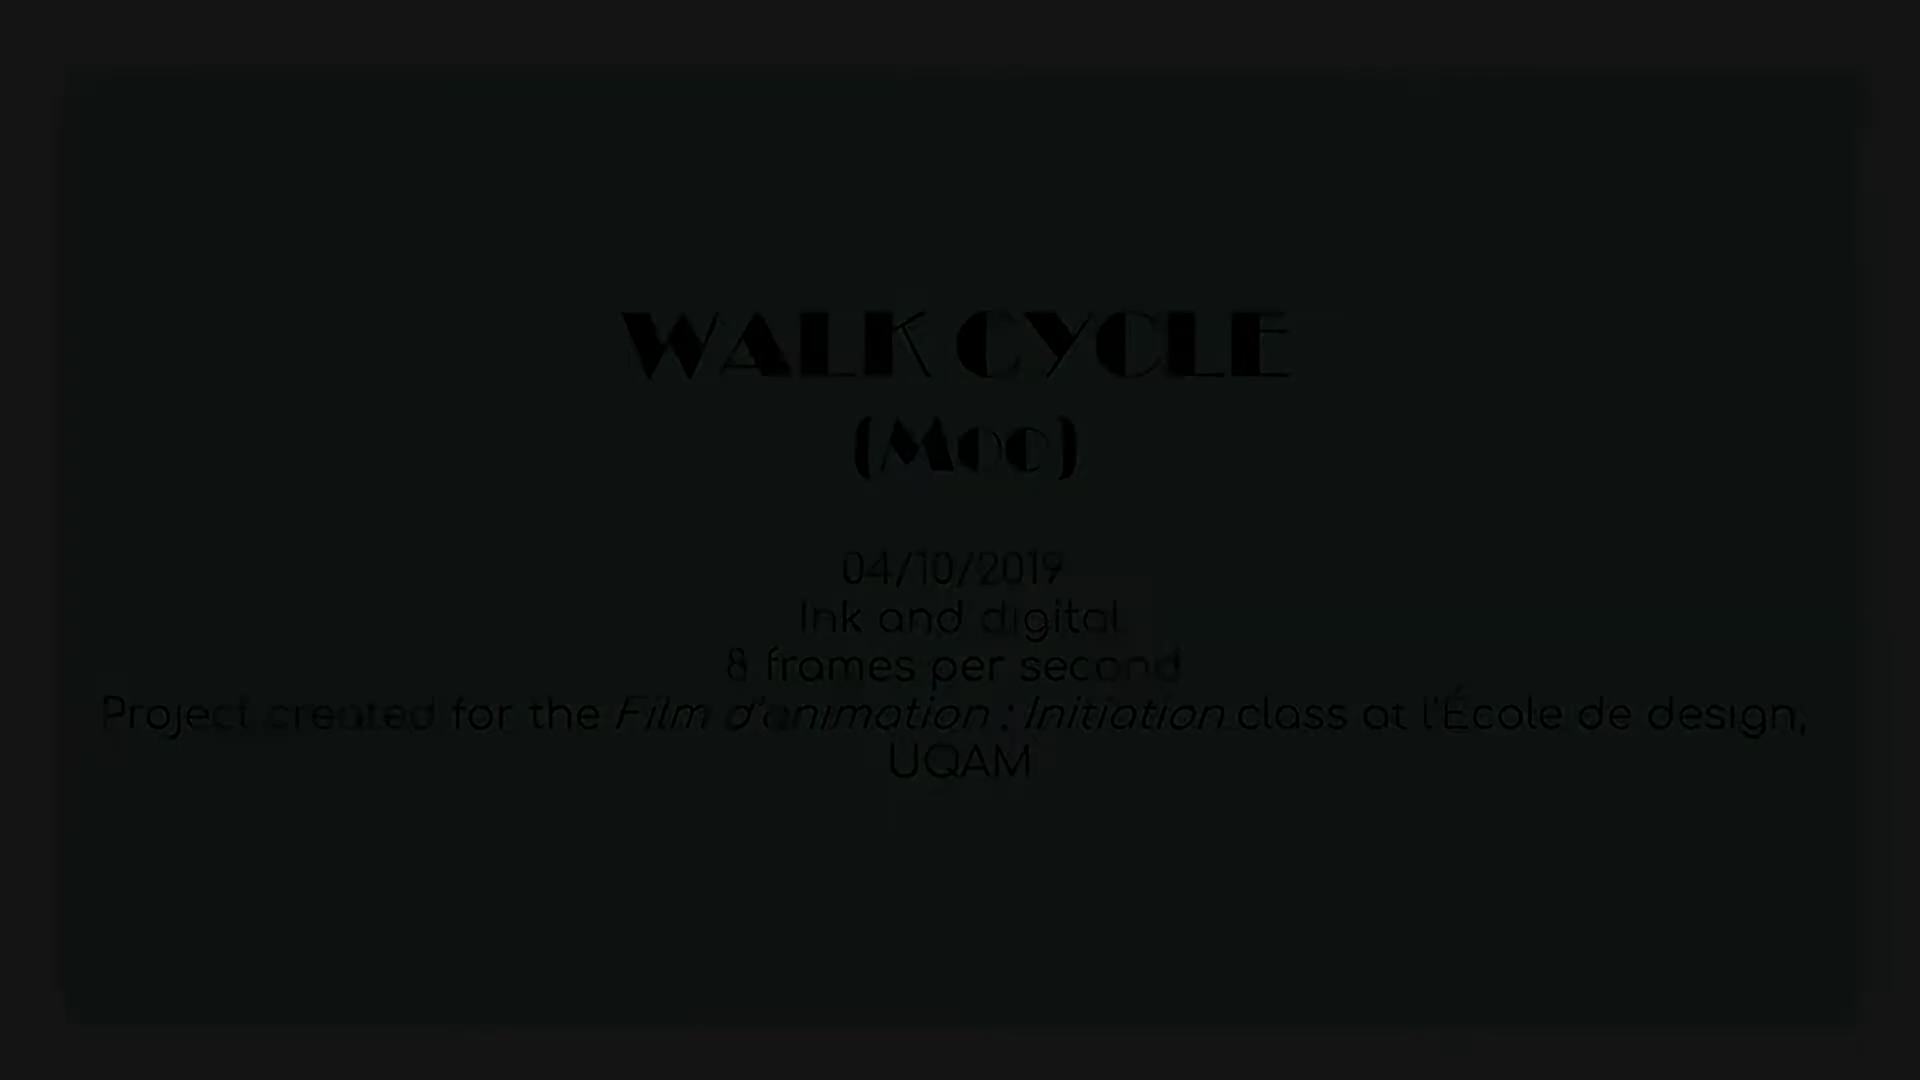 WALK CYCLE
(Moo)
04/10/2019
Ink and digital
8 frames per second
Project created for the Film d'animation : Initiation class at l'École de design,
UQAM